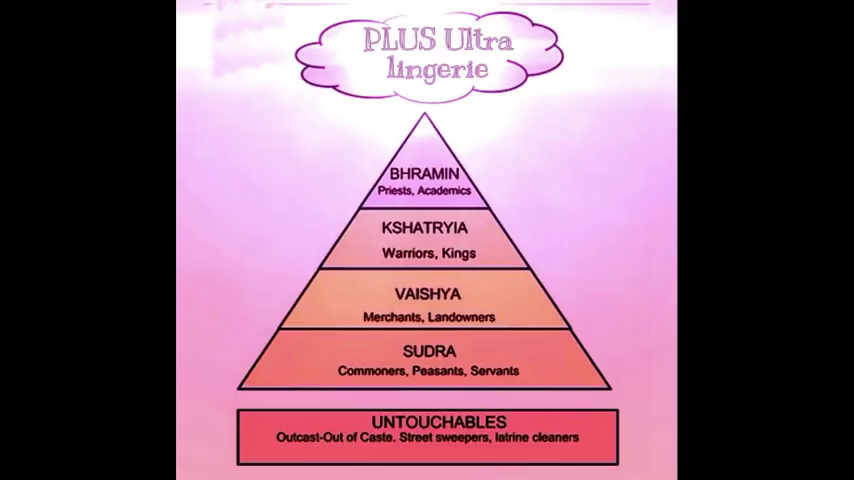 PLUS Ultra
lingerie
BHRAMIN
Priests, Academics
KSHATRYIA
Warriors, Kings
VAISHYA
Merchants, Landowners
SUDRA
Commoners, Peasants, Servants
UNTOUCHABLES
Outcast-Out of Caste. Street sweepers, latrine cleaners